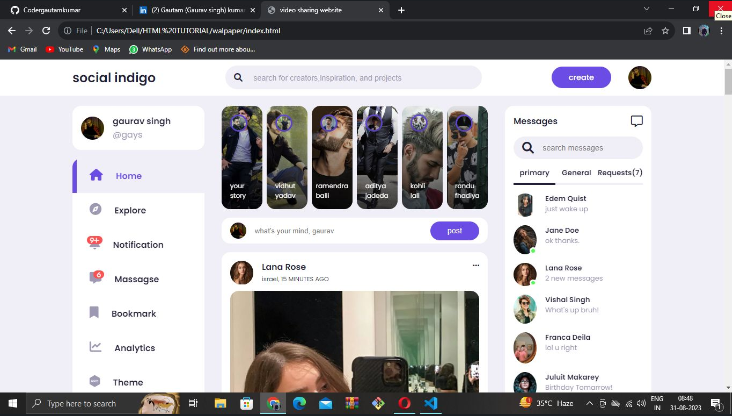 Codergautamkumar
(2) Gautam (Gaurav singh) kumar
video sharing website
Close
File
C:/Users/Dell/HTML%20TUTORIAL/walpaper/index.html
Gmail
YouTube
Maps
WhatsApp
Find out more abou...
social indigo
search for creators,inspiration, and projects
create
gaurav singh
@gays
Home
Explore
9+
Notification
6
Massagse
Bookmark
Analytics
Theme
your
story
vidhut
yadav
ramendra
balli
aditya
jadeda
kohli
lali
randu
fhadiya
what's your mind, gaurav
post
Lana Rose
israel, 15 MINUTES AGO
Messages
search messages
primary
General
Requests(7)
Edem Quist
just wake up
Jane Doe
ok thanks.
Lana Rose
2 new messages
Vishal Singh
What's up bruh!
Franca Deila
lol u right
Juluit Makarey
Birthday Tomorrow!
Type here to search
35°C Haze
ENG
IN
08:48
31-08-2023